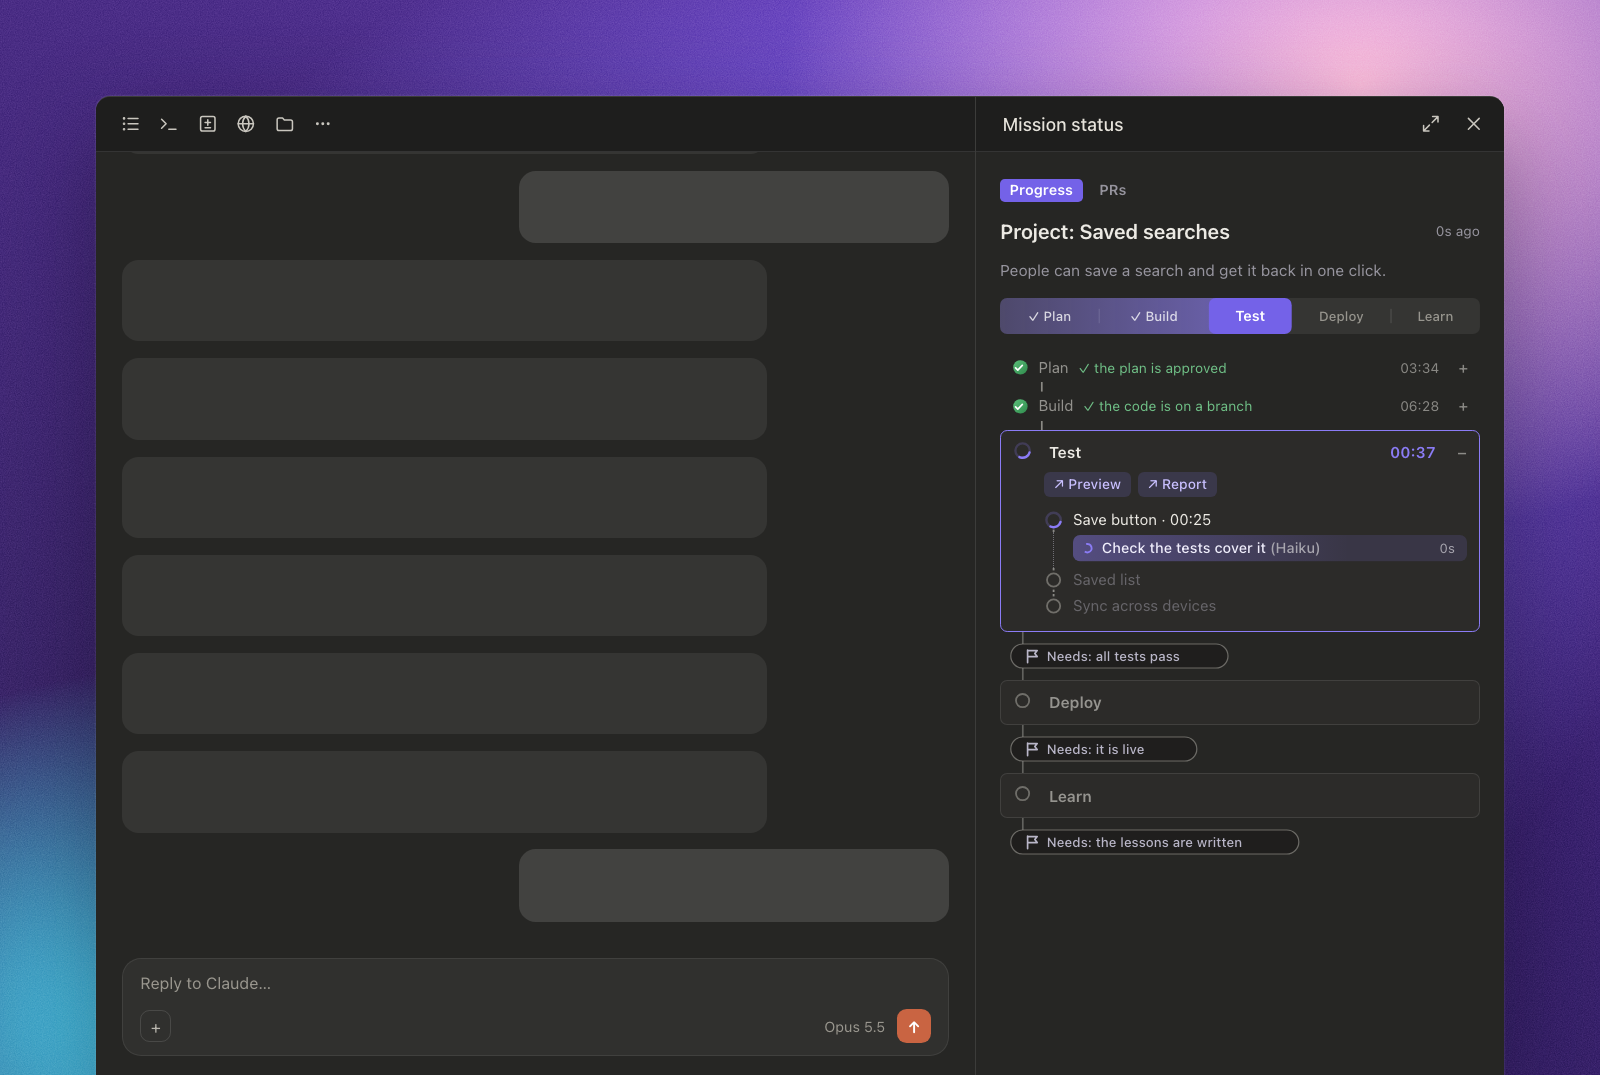 Mission status
Progress PRs
Project: Saved searches 0s ago
People can save a search and get it back in one click.
✓ Plan ✓ Build Test Deploy Learn
Plan ✓ the plan is approved 03:34 +
Build ✓ the code is on a branch 06:28 +
Test 00:37 –
↗ Preview ↗ Report
Save button · 00:25
Check the tests cover it (Haiku) 0s
Saved list
Sync across devices
Needs: all tests pass
Deploy
Needs: it is live
Learn
Needs: the lessons are written
Reply to Claude...
+ Opus 5.5